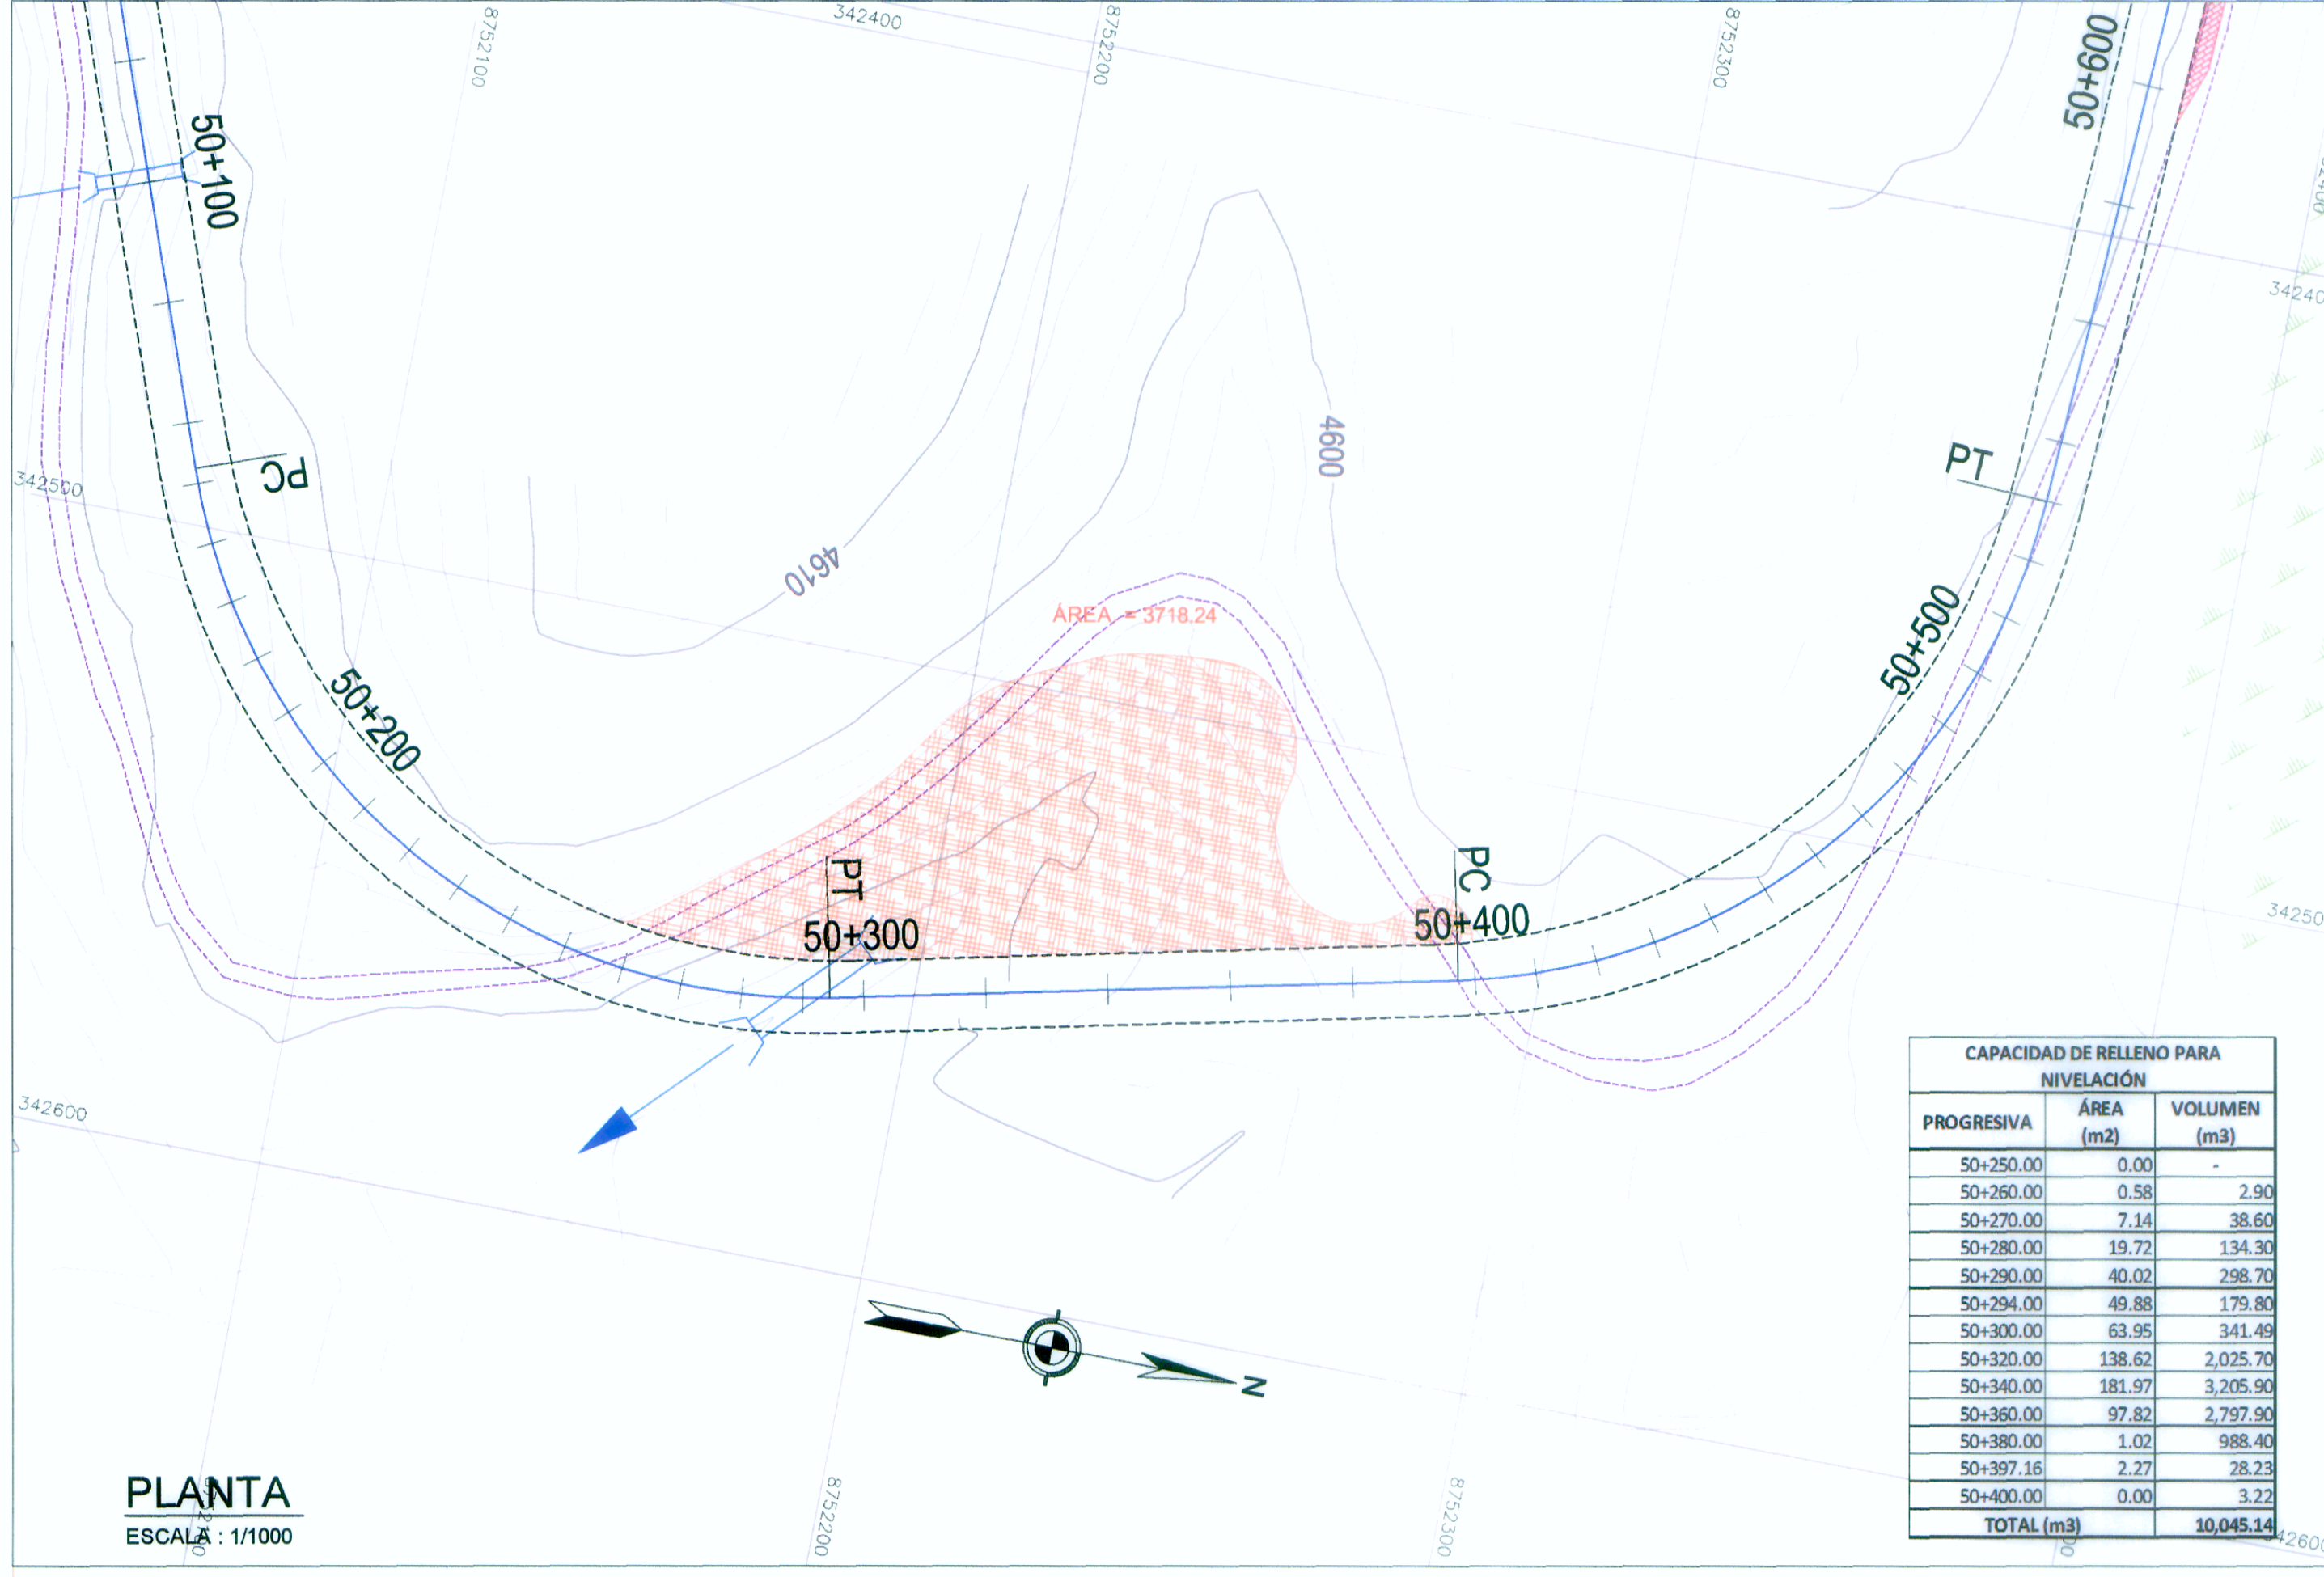 342400
8752100
8752200
8752300
50+600
50+100
342400
PC
342500
4600
4610
PT
ÁREA = 3718.24
50+500
50+200
PT
50+300
PC
50+400
342600
N
CAPACIDAD DE RELLENO PARA
NIVELACIÓN
PROGRESIVA ÁREA (m2) VOLUMEN (m3)
50+250.00 0.00 -
50+260.00 0.58 2.90
50+270.00 7.14 38.60
50+280.00 19.72 134.30
50+290.00 40.02 298.70
50+294.00 49.88 179.80
50+300.00 63.95 341.49
50+320.00 138.62 2,025.70
50+340.00 181.97 3,205.90
50+360.00 97.82 2,797.90
50+380.00 1.02 988.40
50+397.16 2.27 28.23
50+400.00 0.00 3.22
TOTAL (m3) 10,045.14
PLANTA
ESCALA : 1/1000
8752100
8752200
8752300